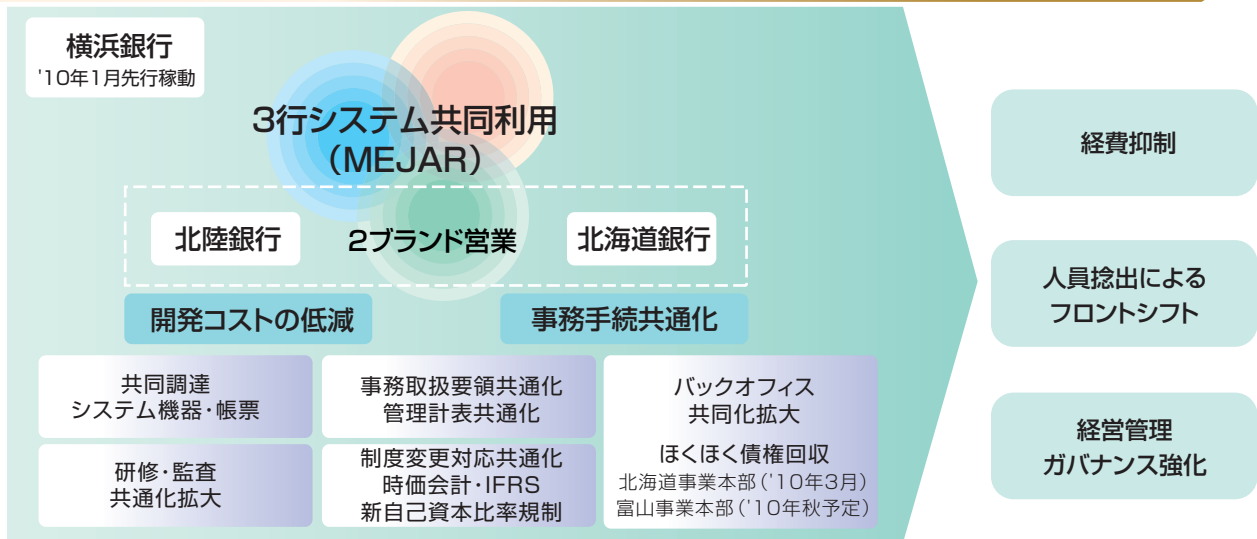 横浜銀行
'10年1月先行稼動
3行システム共同利用
（MEJAR）
北陸銀行
2ブランド営業
北海道銀行
開発コストの低減
事務手続共通化
共同調達
システム機器・帳票
事務取扱要領共通化
管理計表共通化
バックオフィス
共同化拡大
ほくほく債権回収
北海道事業本部（'10年3月）
富山事業本部（'10年秋予定）
研修・監査
共通化拡大
制度変更対応共通化
時価会計・IFRS
新自己資本比率規制
経費抑制
人員捻出による
フロントシフト
経営管理
ガバナンス強化